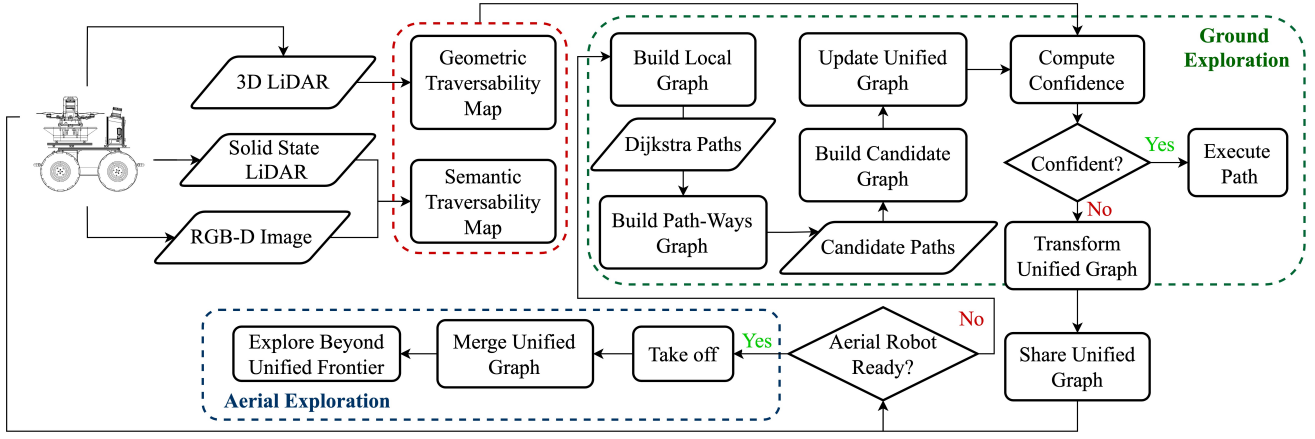 3D LiDAR
Solid State
LiDAR
RGB-D Image
Geometric
Traversability
Map
Semantic
Traversability
Map
Ground
Exploration
Build Local
Graph
Dijkstra Paths
Build Path-Ways
Graph
Candidate Paths
Build Candidate
Graph
Update Unified
Graph
Compute
Confidence
Confident?
Yes
Execute
Path
No
Transform
Unified Graph
Share Unified
Graph
Aerial Robot
Ready?
No
Yes
Take off
Merge Unified
Graph
Explore Beyond
Unified Frontier
Aerial Exploration